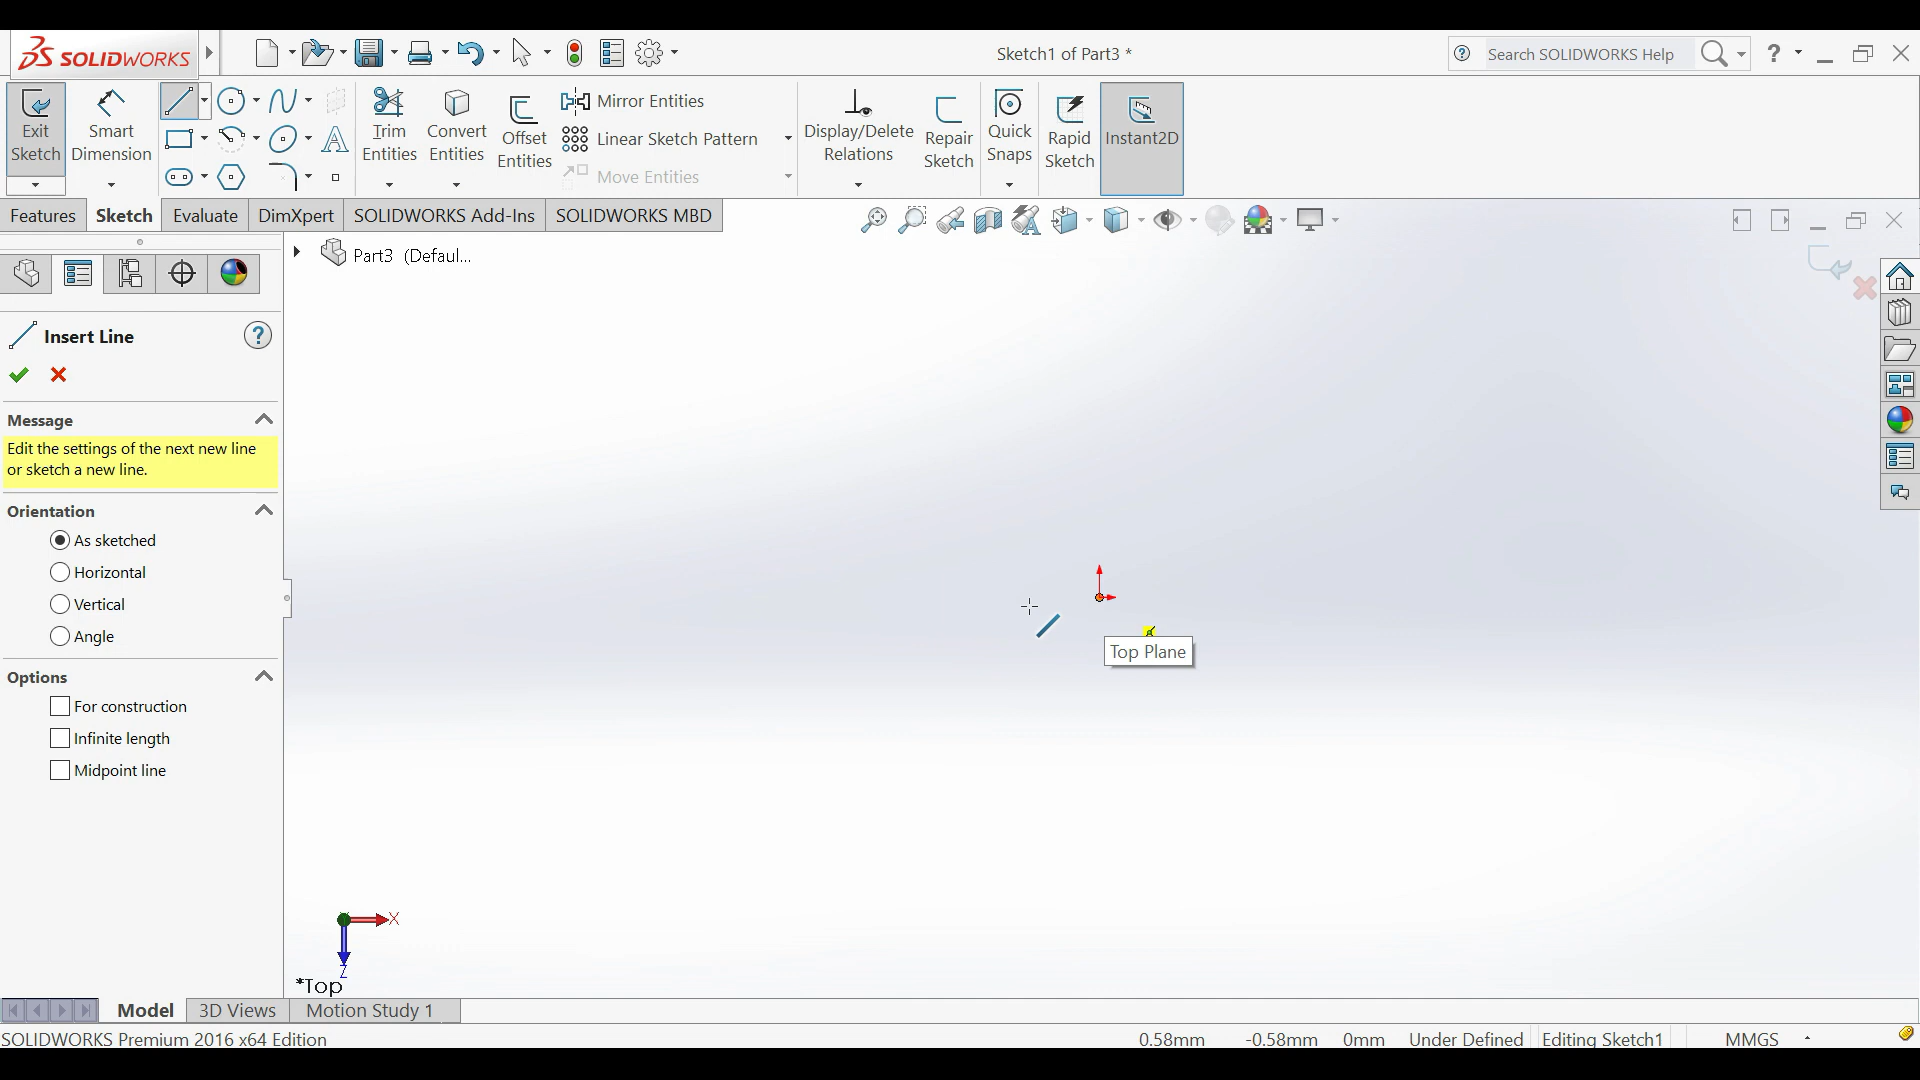 SOLIDWORKS
Sketch1 of Part3 *
Search SOLIDWORKS Help
Exit Sketch
Smart Dimension
Trim Entities
Convert Entities
Offset Entities
Mirror Entities
Linear Sketch Pattern
Move Entities
Display/Delete Relations
Repair Sketch
Quick Snaps
Rapid Sketch
Instant2D
Features
Sketch
Evaluate
DimXpert
SOLIDWORKS Add-Ins
SOLIDWORKS MBD
Part3 (Defaul...
Insert Line
Message
Edit the settings of the next new line
or sketch a new line.
Orientation
As sketched
Horizontal
Vertical
Angle
Options
For construction
Infinite length
Midpoint line
Top Plane
X
Z
*Top
Model
3D Views
Motion Study 1
SOLIDWORKS Premium 2016 x64 Edition
0.58mm
-0.58mm
0mm
Under Defined
Editing Sketch1
MMGS